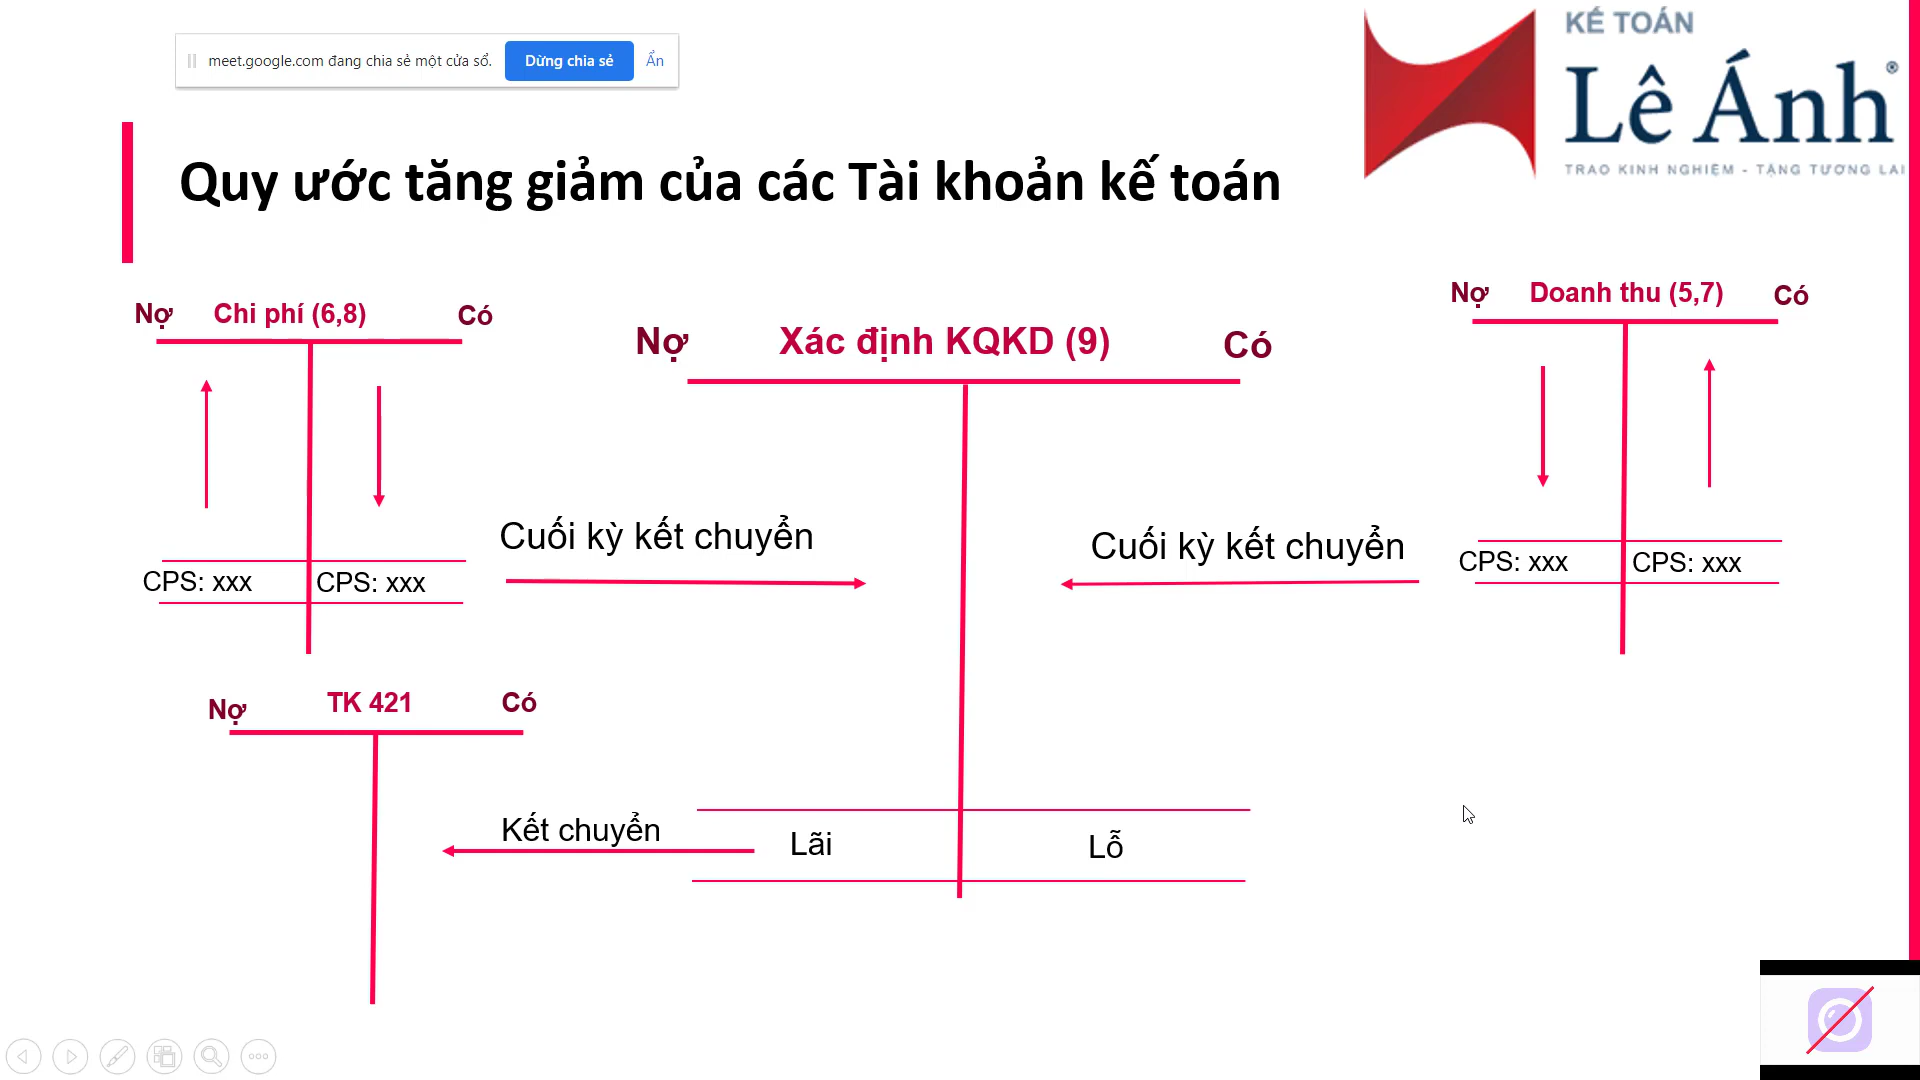 meet.google.com đang chia sẻ một cửa sổ. Dừng chia sẻ Ẩn
KẾ TOÁN
Lê Ánh®
TRAO KINH NGHIỆM - TẶNG TƯƠNG LAI
Quy ước tăng giảm của các Tài khoản kế toán
Nợ Chi phí (6,8) Có
Nợ Xác định KQKD (9) Có
Nợ Doanh thu (5,7) Có
Cuối kỳ kết chuyển
Cuối kỳ kết chuyển
CPS: xxx CPS: xxx
CPS: xxx CPS: xxx
Nợ TK 421 Có
Kết chuyển
Lãi Lỗ